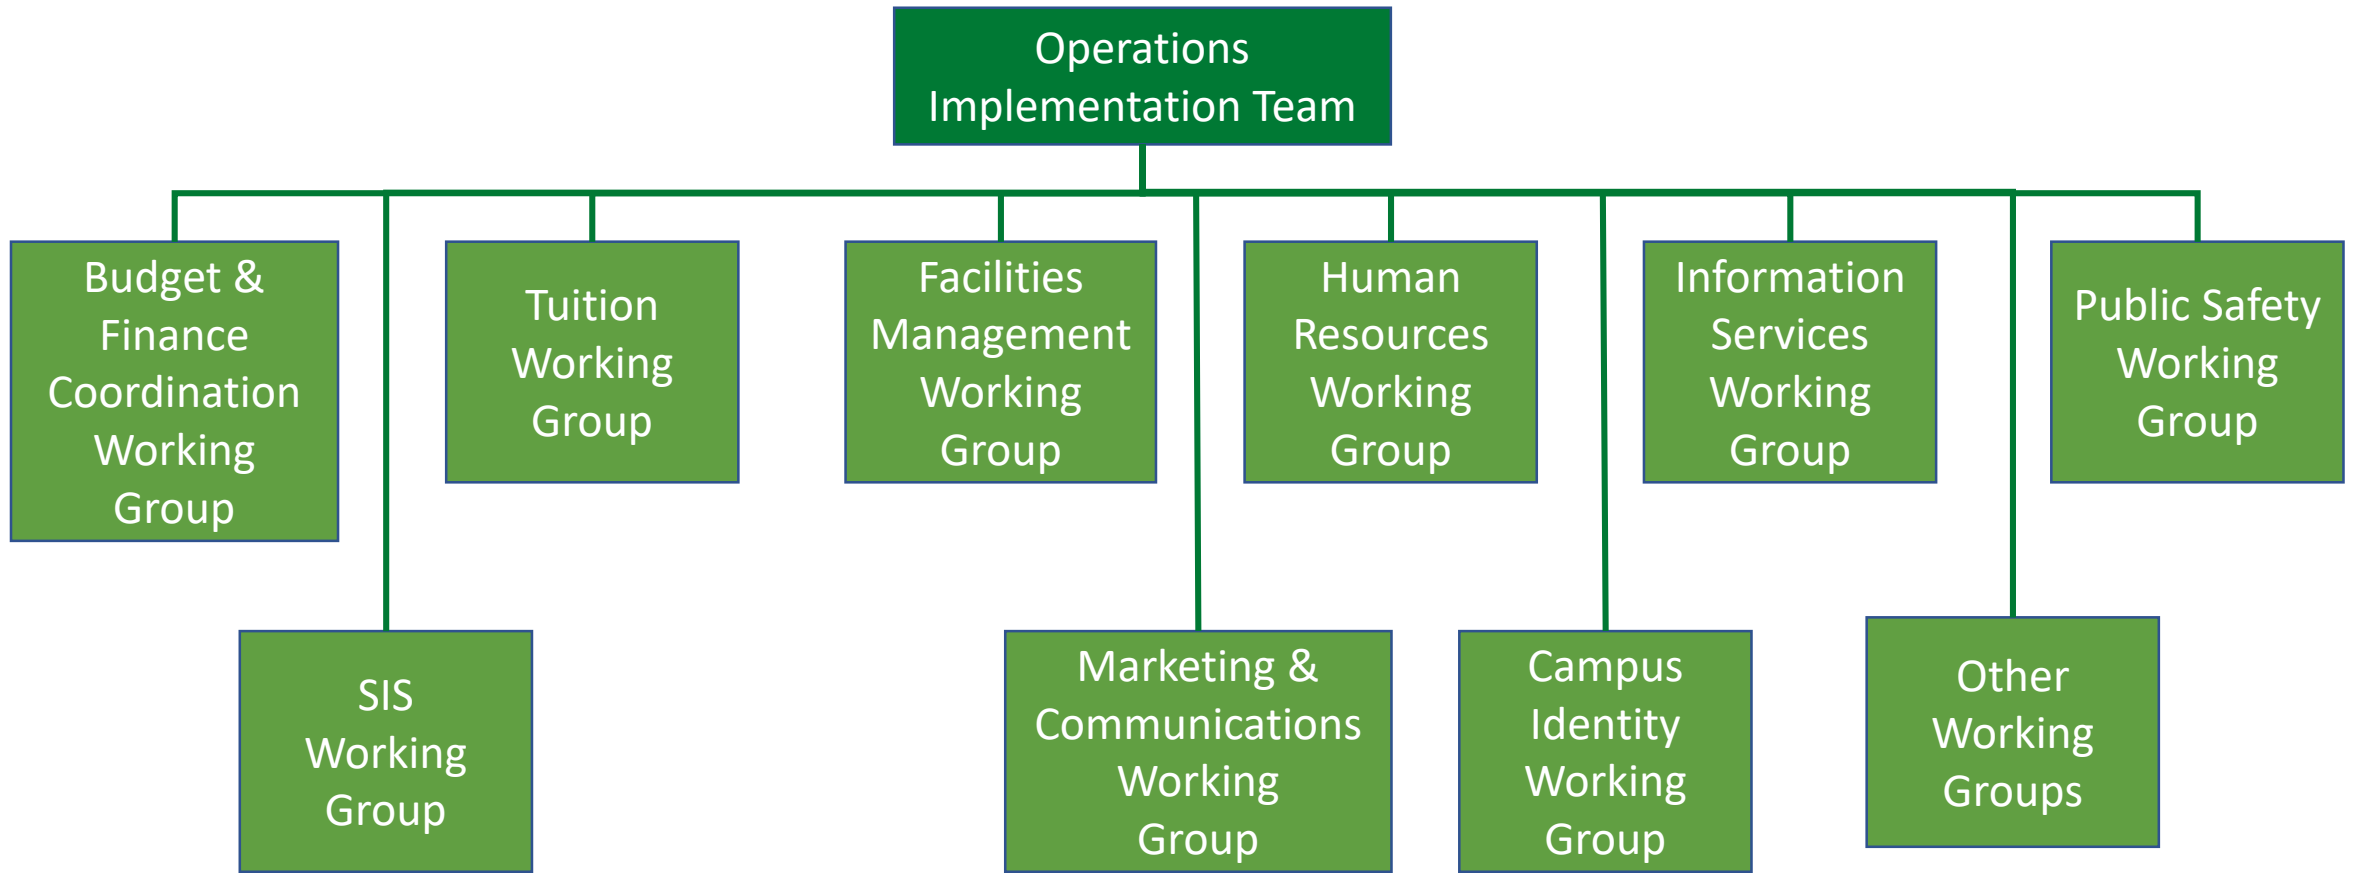 Operations
Implementation Team
Budget &
Finance
Coordination
Working
Group
Tuition
Working
Group
Facilities
Management
Working
Group
Human
Resources
Working
Group
Information
Services
Working
Group
Public Safety
Working
Group
SIS
Working
Group
Marketing &
Communications
Working
Group
Campus
Identity
Working
Group
Other
Working
Groups